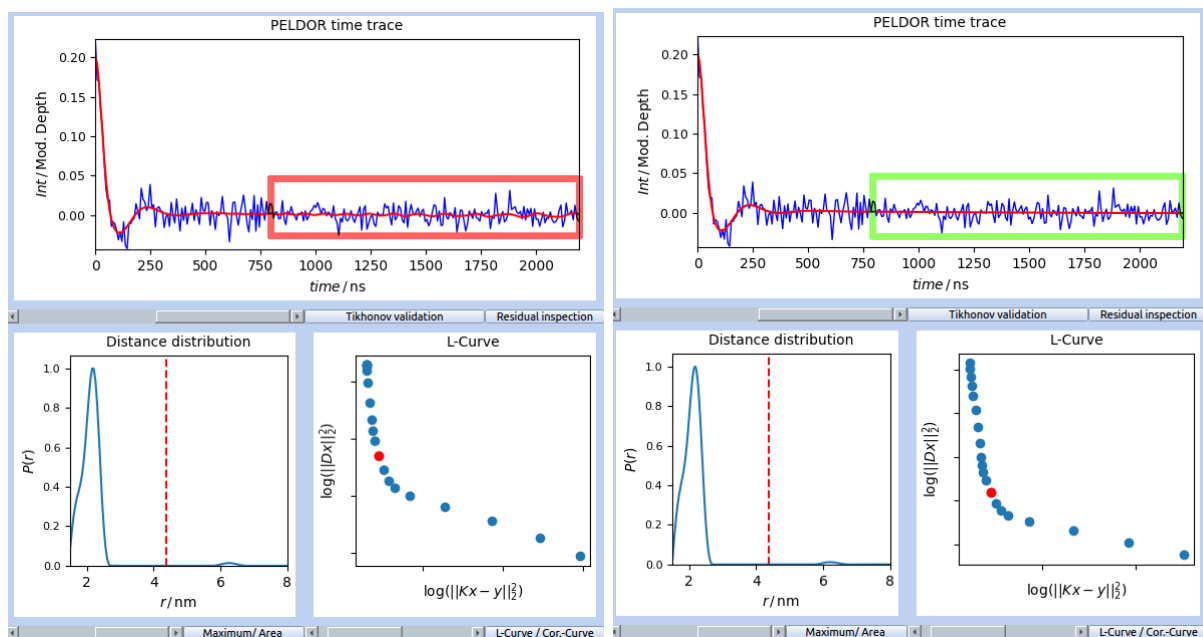 PELDOR time trace
Int / Mod. Depth
0.20
0.15
0.10
0.05
0.00
0 250 500 750 1000 1250 1500 1750 2000
time / ns
Tikhonov validation
Residual inspection
Distance distribution
P(r)
1.0
0.8
0.6
0.4
0.2
0.0
2 4 6 8
r / nm
Maximum/ Area
L-Curve
log(||Dx||₂²)
log(||Kx − y||₂²)
L-Curve / Cor.-Curve
PELDOR time trace
Int / Mod. Depth
0.20
0.15
0.10
0.05
0.00
0 250 500 750 1000 1250 1500 1750 2000
time / ns
Tikhonov validation
Residual inspection
Distance distribution
P(r)
1.0
0.8
0.6
0.4
0.2
0.0
2 4 6 8
r / nm
Maximum/ Area
L-Curve
log(||Dx||₂²)
log(||Kx − y||₂²)
L-Curve / Cor.-Curve